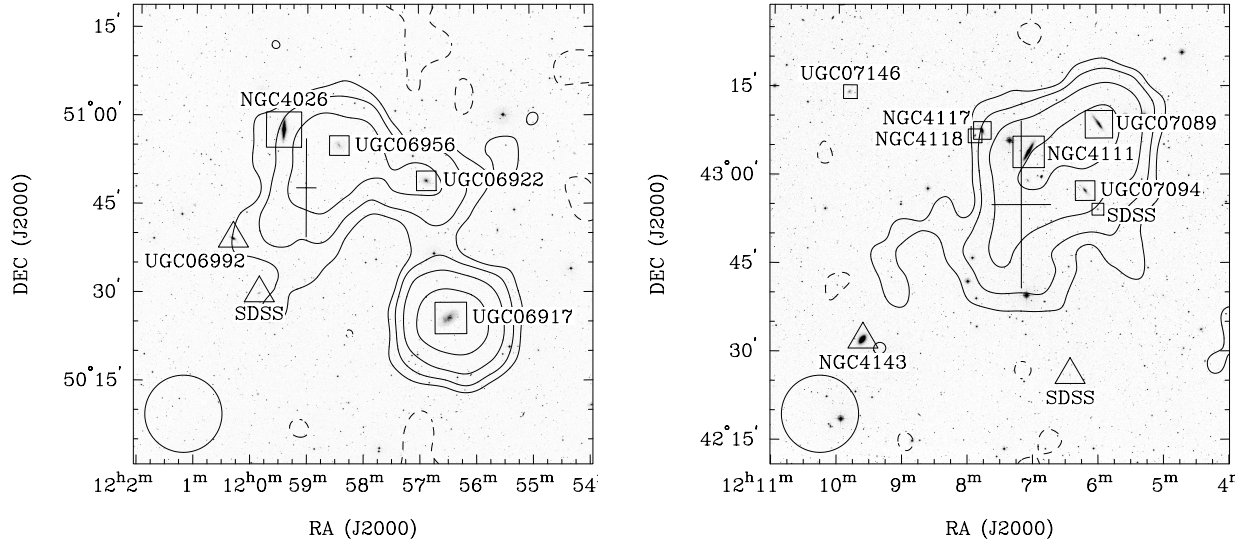 15′
NGC4026
51°00′
UGC06956
UGC06922
45′
UGC06992
30′
SDSS
UGC06917
50°15′
12ʰ2ᵐ 1ᵐ 12ʰ0ᵐ 59ᵐ 58ᵐ 57ᵐ 56ᵐ 55ᵐ 54ᵐ
RA (J2000)
DEC (J2000)
15′
UGC07146
NGC4117
NGC4118
UGC07089
NGC4111
43°00′
UGC07094
SDSS
45′
30′
NGC4143
SDSS
42°15′
12ʰ11ᵐ 10ᵐ 9ᵐ 8ᵐ 7ᵐ 6ᵐ 5ᵐ
RA (J2000)
DEC (J2000)